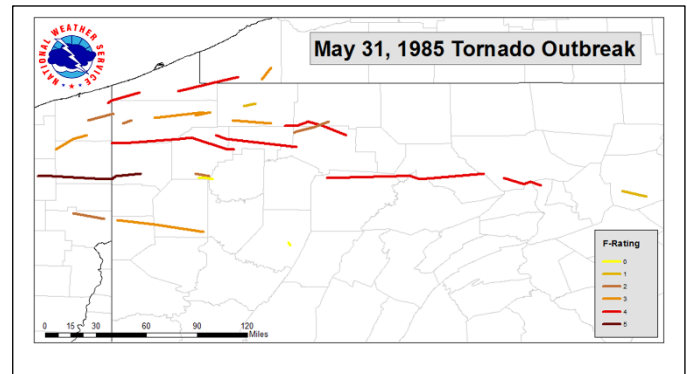 NATIONAL WEATHER SERVICE
May 31, 1985 Tornado Outbreak
F-Rating
0
1
2
3
4
5
0 15 30 60 90 120
Miles